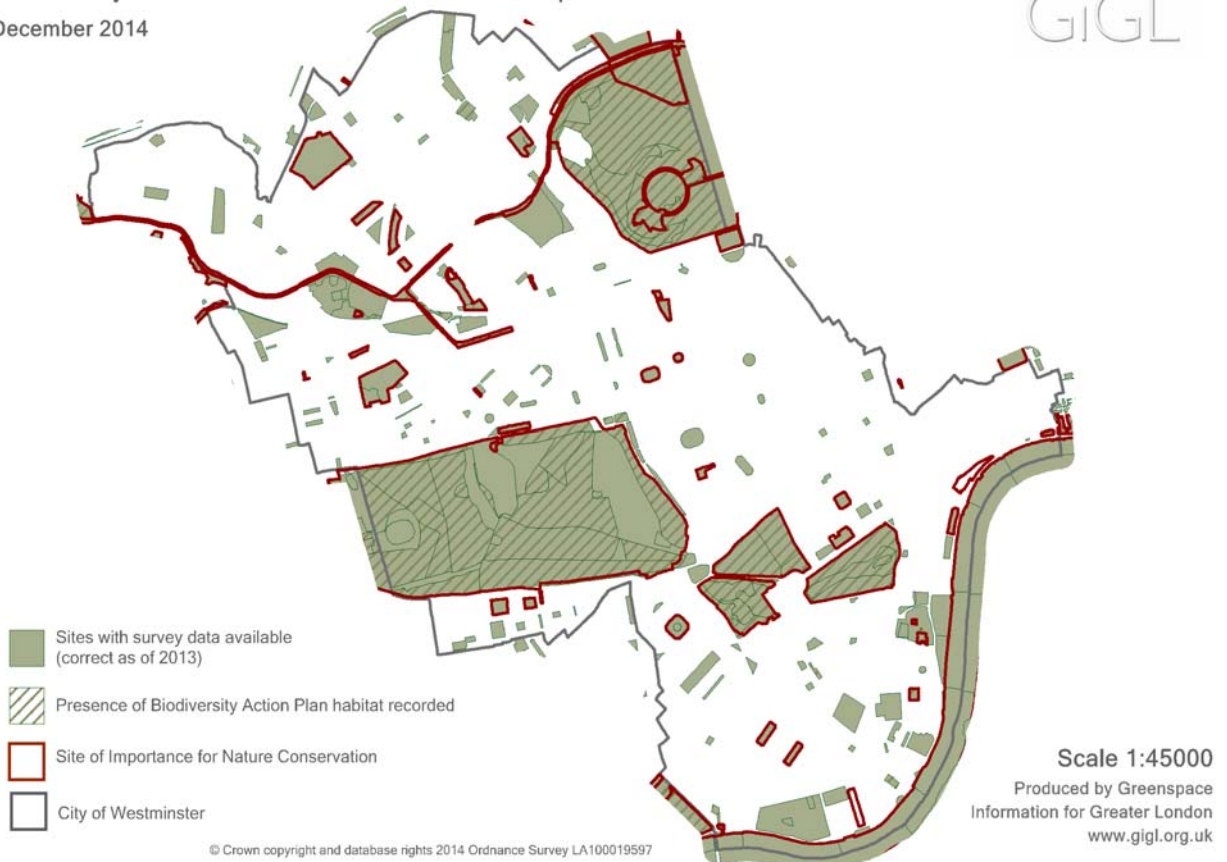 December 2014
GiGL
Sites with survey data available
(correct as of 2013)
Presence of Biodiversity Action Plan habitat recorded
Site of Importance for Nature Conservation
City of Westminster
Scale 1:45000
Produced by Greenspace
Information for Greater London
www.gigl.org.uk
© Crown copyright and database rights 2014 Ordnance Survey LA100019597